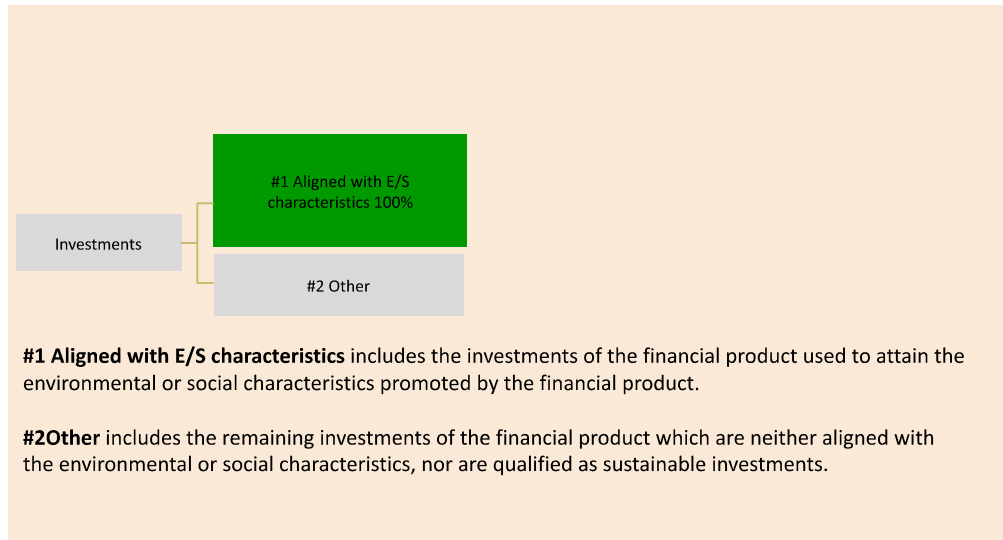 #1 Aligned with E/S
characteristics 100%
Investments
#2 Other
#1 Aligned with E/S characteristics includes the investments of the financial product used to attain the
environmental or social characteristics promoted by the financial product.
#2Other includes the remaining investments of the financial product which are neither aligned with
the environmental or social characteristics, nor are qualified as sustainable investments.